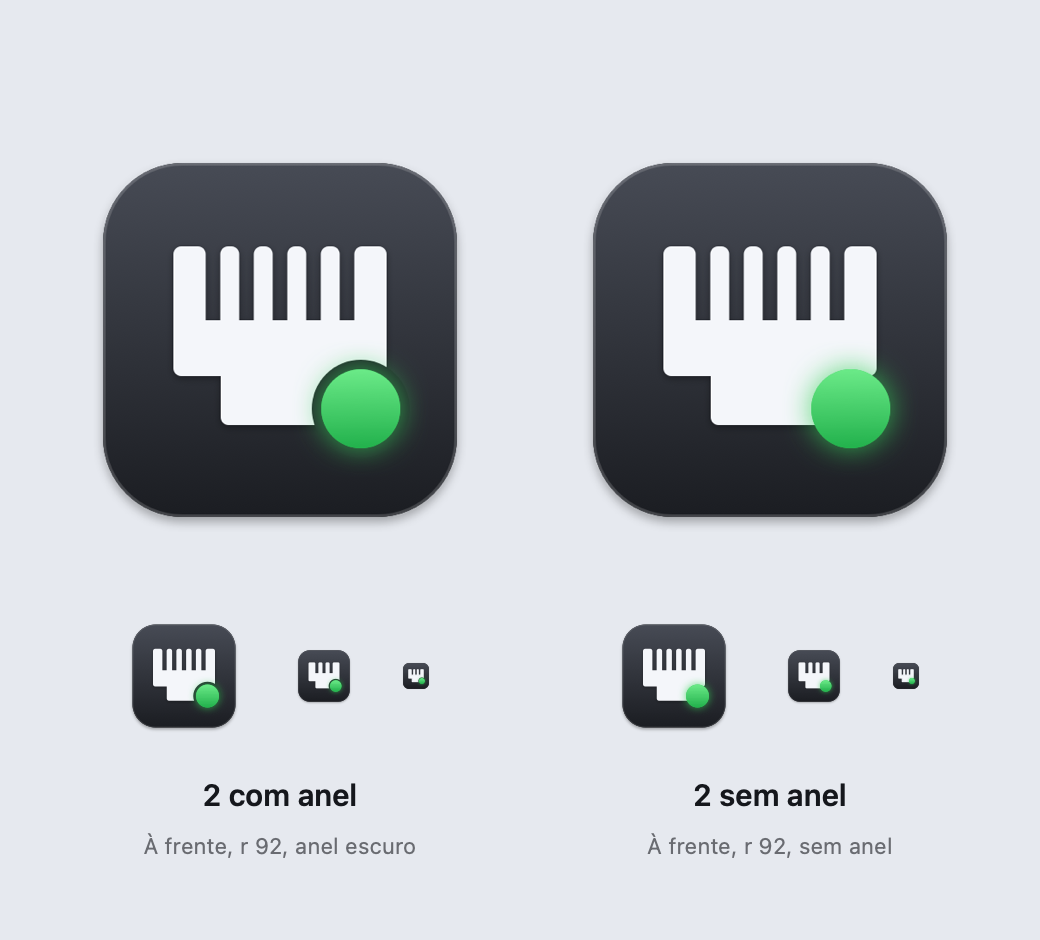 2 com anel
À frente, r 92, anel escuro
2 sem anel
À frente, r 92, sem anel